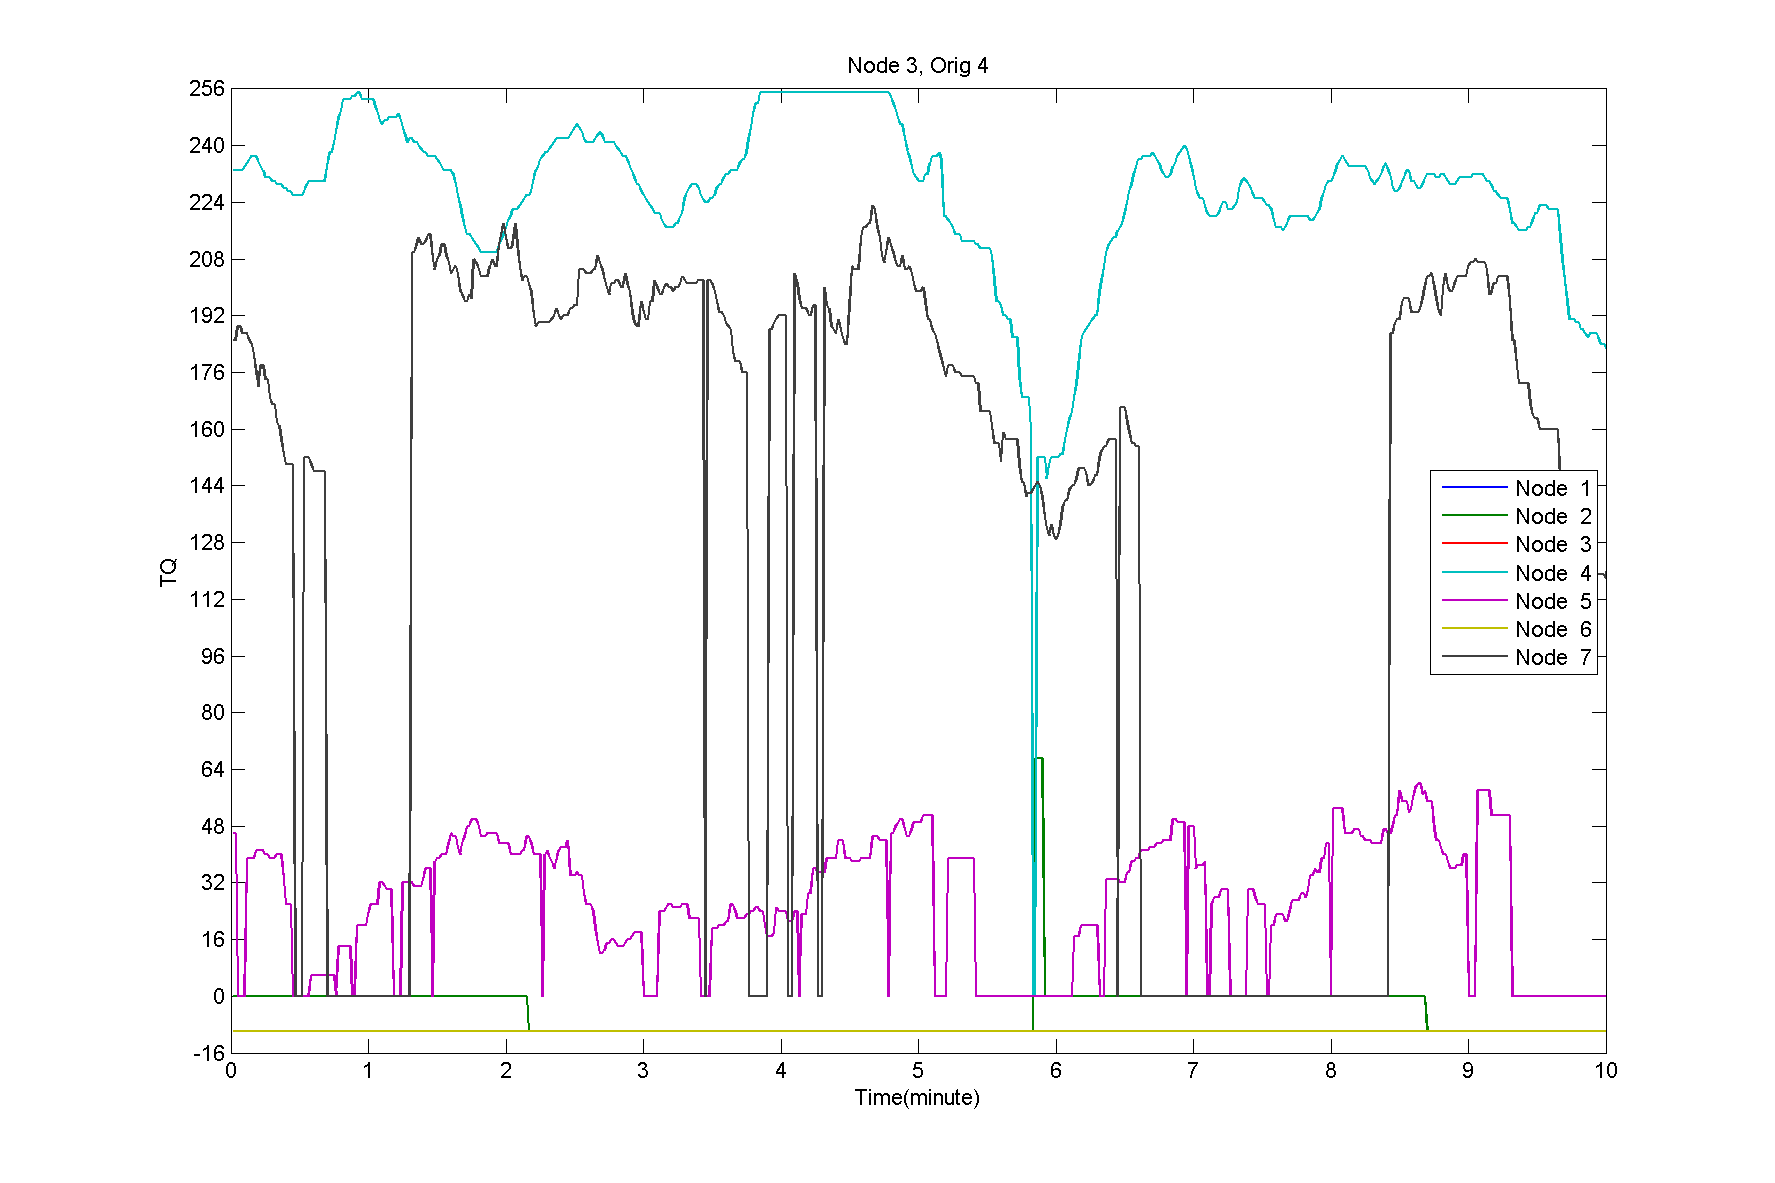 Node 3, Orig 4
256
240
224
208
192
176
160
144
128
112
96
80
64
48
32
16
0
-16
TQ
Node 1
Node 2
Node 3
Node 4
Node 5
Node 6
Node 7
0 1 2 3 4 5 6 7 8 9 10
Time(minute)